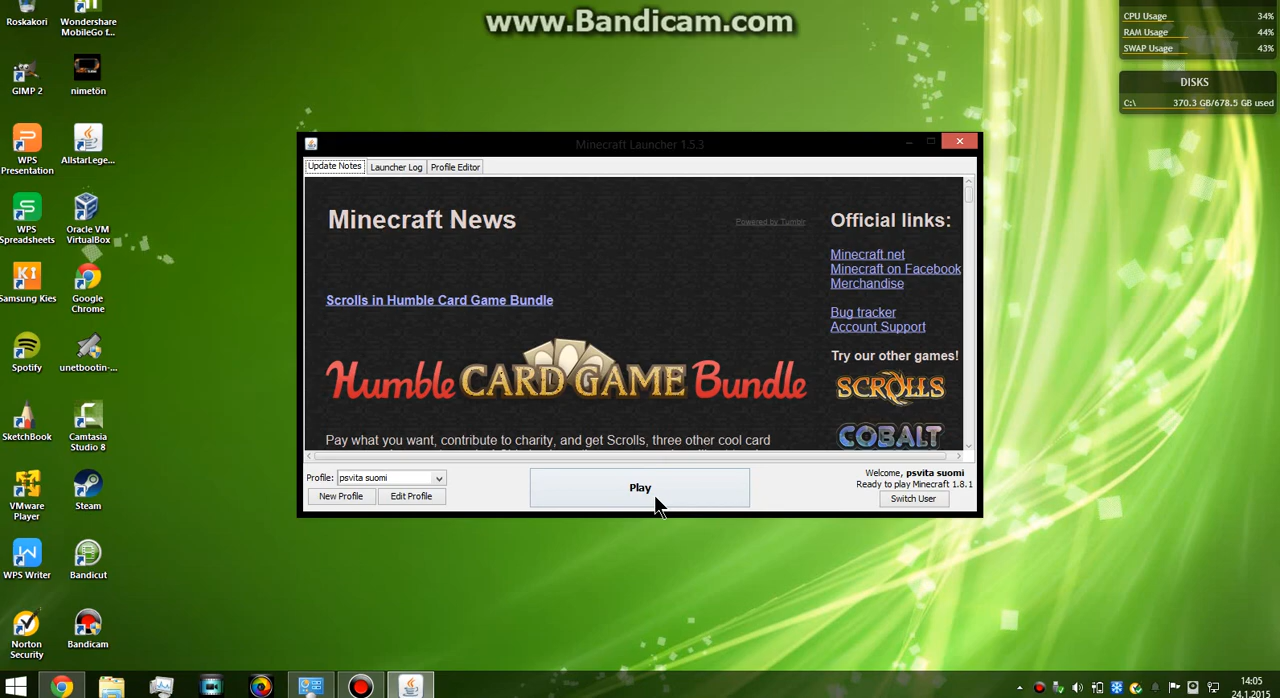 www.Bandicam.com
CPU Usage 34%
RAM Usage 44%
SWAP Usage 43%
DISKS
C:\ 370.3 GB/678.5 GB used
Roskakori
Wondershare
MobileGo f...
GIMP 2
nimetön
WPS
Presentation
AllstarLege...
WPS
Spreadsheets
Oracle VM
VirtualBox
Samsung Kies
Google
Chrome
Spotify
unetbootin-...
SketchBook
Camtasia
Studio 8
VMware
Player
Steam
WPS Writer
Bandicut
Norton
Security
Bandicam
Minecraft Launcher 1.5.3
Update Notes Launcher Log Profile Editor
Minecraft News
Powered by Tumblr
Scrolls in Humble Card Game Bundle
Humble CARD GAME Bundle
Pay what you want, contribute to charity, and get Scrolls, three other cool card
Official links:
Minecraft.net
Minecraft on Facebook
Merchandise
Bug tracker
Account Support
Try our other games!
SCROLLS
COBALT
Profile: psvita suomi
New Profile Edit Profile
Play
Welcome, psvita suomi
Ready to play Minecraft 1.8.1
Switch User
14:05
24.1.2015